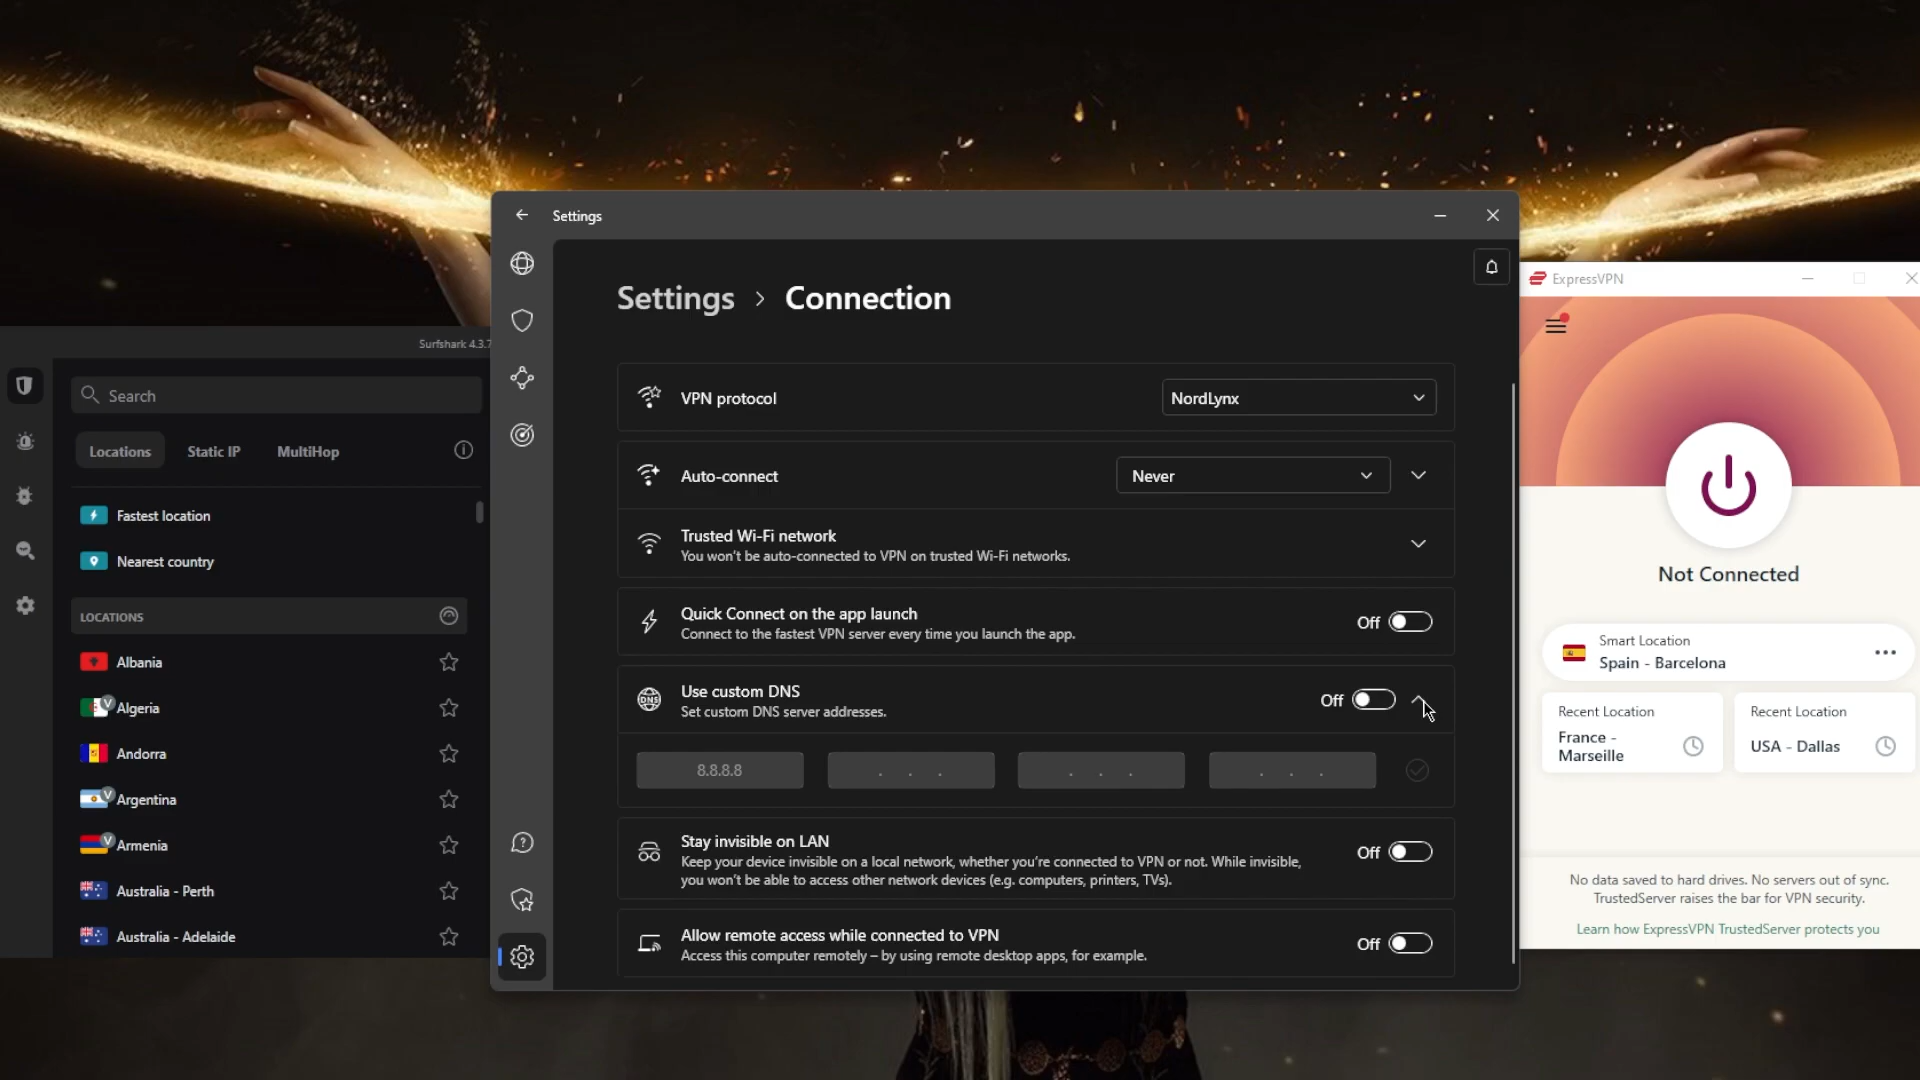 Settings
Settings > Connection
VPN protocol
NordLynx
Auto-connect
Never
Trusted Wi-Fi network
You won't be auto-connected to VPN on trusted Wi-Fi networks.
Quick Connect on the app launch
Connect to the fastest VPN server every time you launch the app.
Off
Use custom DNS
Set custom DNS server addresses.
Off
DNS
8.8.8.8
Stay invisible on LAN
Keep your device invisible on a local network, whether you're connected to VPN or not. While invisible,
you won't be able to access other network devices (e.g. computers, printers, TVs).
Off
Allow remote access while connected to VPN
Access this computer remotely – by using remote desktop apps, for example.
Off
Surfshark 4.3.7
Search
Locations
Static IP
MultiHop
Fastest location
Nearest country
LOCATIONS
Albania
V
Algeria
Andorra
V
Argentina
V
Armenia
Australia - Perth
Australia - Adelaide
ExpressVPN
Not Connected
Smart Location
Spain - Barcelona
Recent Location
France -
Marseille
Recent Location
USA - Dallas
No data saved to hard drives. No servers out of sync.
TrustedServer raises the bar for VPN security.
Learn how ExpressVPN TrustedServer protects you